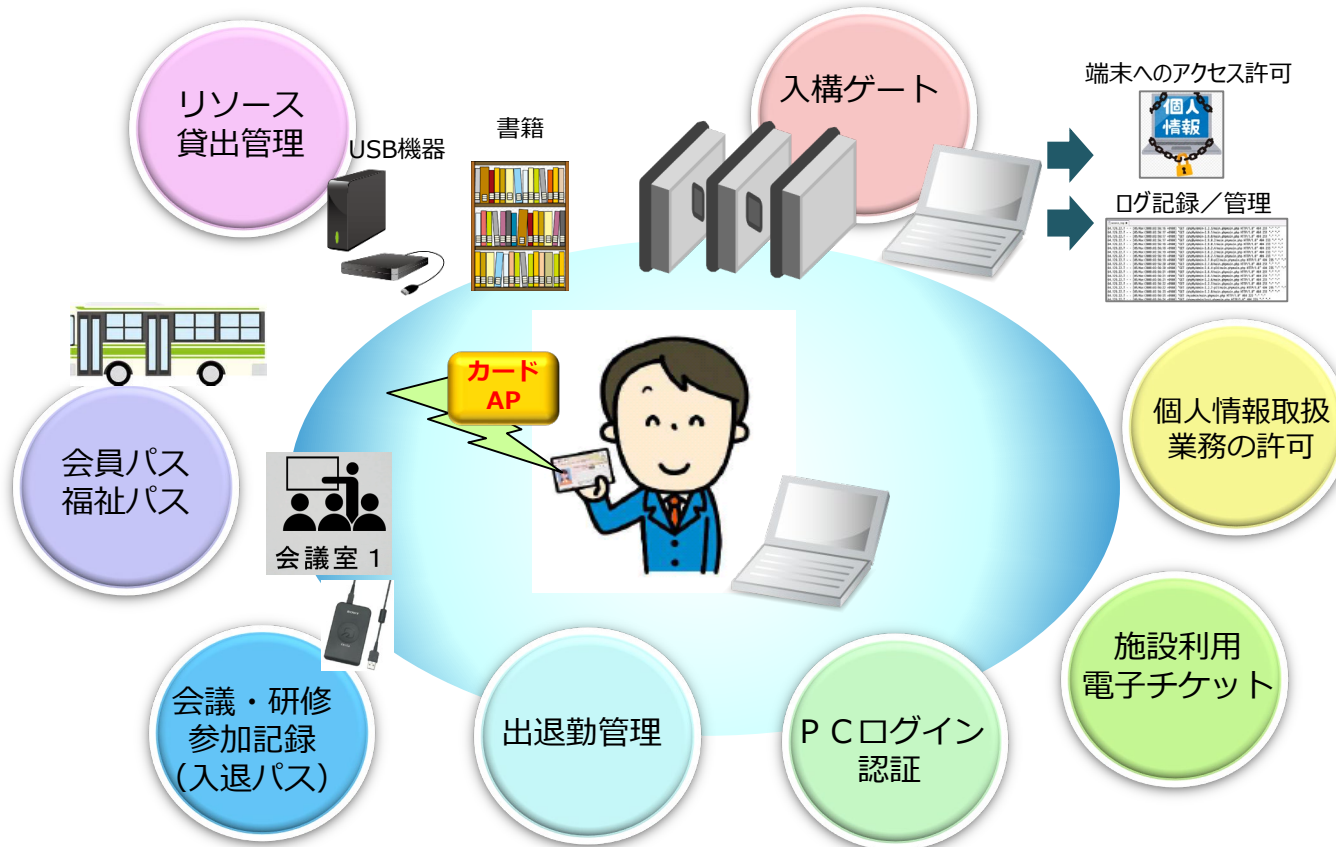 リソース
貸出管理
USB機器
書籍
入構ゲート
端末へのアクセス許可
個人
情報
ログ記録／管理
カード
AP
会員パス
福祉パス
会議室１
個人情報取扱
業務の許可
会議・研修
参加記録
(入退パス)
出退勤管理
ＰＣログイン
認証
施設利用
電子チケット